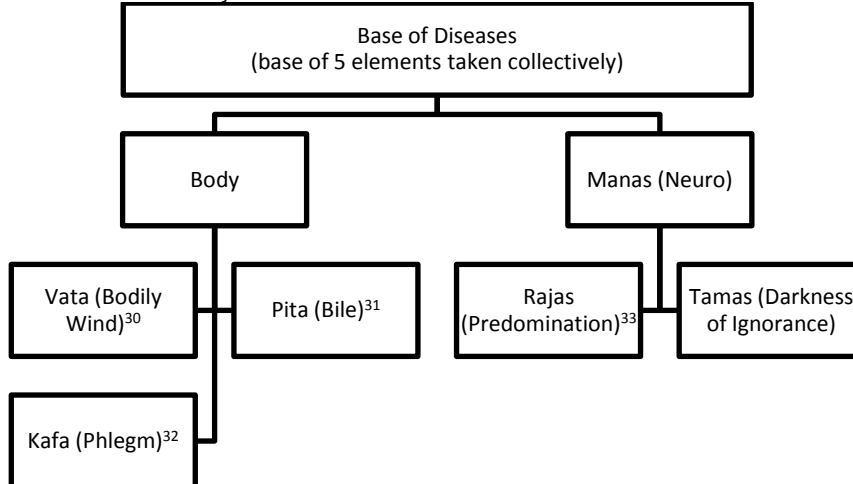 Base of Diseases
(base of 5 elements taken collectively)
Body
Manas (Neuro)
Vata (Bodily
Wind)30
Pita (Bile)31
Rajas
(Predomination)33
Tamas (Darkness
of Ignorance)
Kafa (Phlegm)32